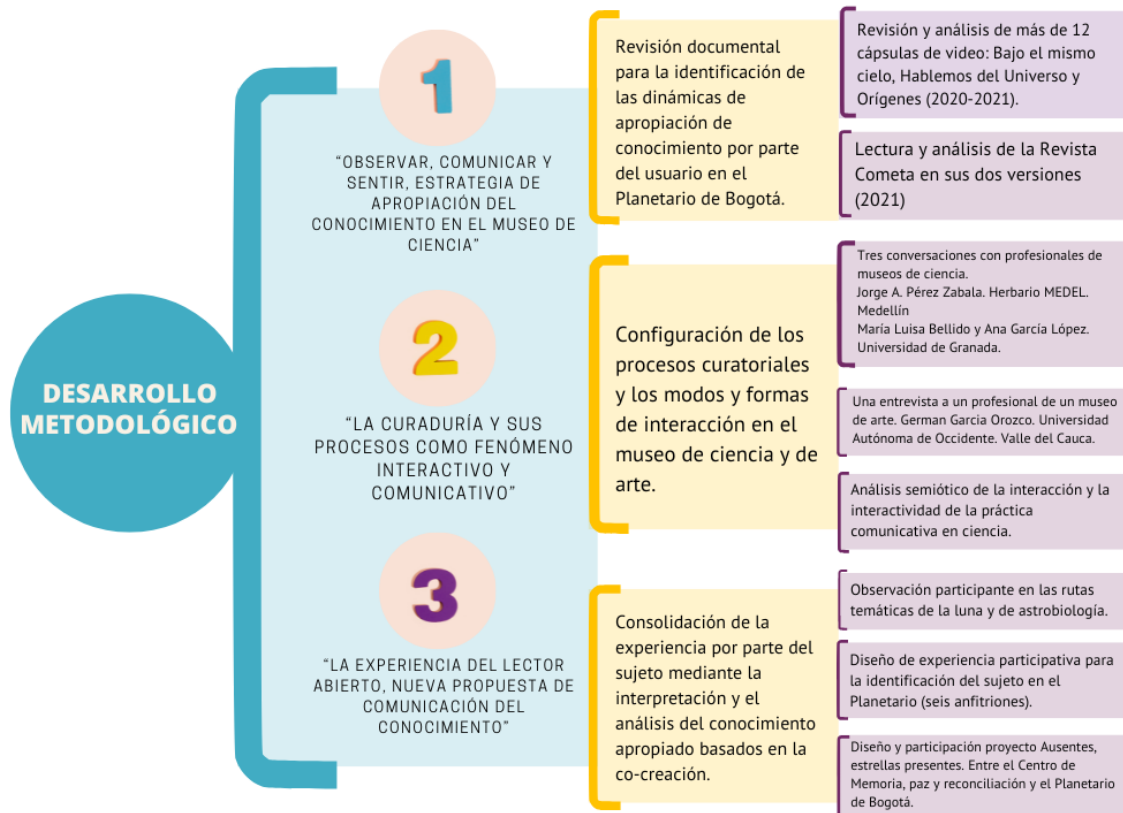 DESARROLLO
METODOLÓGICO
1
“OBSERVAR, COMUNICAR Y
SENTIR, ESTRATEGIA DE
APROPIACIÓN DEL
CONOCIMIENTO EN EL MUSEO DE
CIENCIA”
Revisión documental
para la identificación de
las dinámicas de
apropiación de
conocimiento por parte
del usuario en el
Planetario de Bogotá.
Revisión y análisis de más de 12
cápsulas de video: Bajo el mismo
cielo, Hablemos del Universo y
Orígenes (2020-2021).
Lectura y análisis de la Revista
Cometa en sus dos versiones
(2021)
2
“LA CURADURÍA Y SUS
PROCESOS COMO FENÓMENO
INTERACTIVO Y
COMUNICATIVO”
Configuración de los
procesos curatoriales
y los modos y formas
de interacción en el
museo de ciencia y de
arte.
Tres conversaciones con profesionales de
museos de ciencia.
Jorge A. Pérez Zabala. Herbario MEDEL.
Medellín
María Luisa Bellido y Ana García López.
Universidad de Granada.
Una entrevista a un profesional de un museo
de arte. German Garcia Orozco. Universidad
Autónoma de Occidente. Valle del Cauca.
Análisis semiótico de la interacción y la
interactividad de la práctica
comunicativa en ciencia.
3
“LA EXPERIENCIA DEL LECTOR
ABIERTO, NUEVA PROPUESTA DE
COMUNICACIÓN DEL
CONOCIMIENTO”
Consolidación de la
experiencia por parte del
sujeto mediante la
interpretación y el
análisis del conocimiento
apropiado basados en la
co-creación.
Observación participante en las rutas
temáticas de la luna y de astrobiología.
Diseño de experiencia participativa para
la identificación del sujeto en el
Planetario (seis anfitriones).
Diseño y participación proyecto Ausentes,
estrellas presentes. Entre el Centro de
Memoria, paz y reconciliación y el Planetario
de Bogotá.